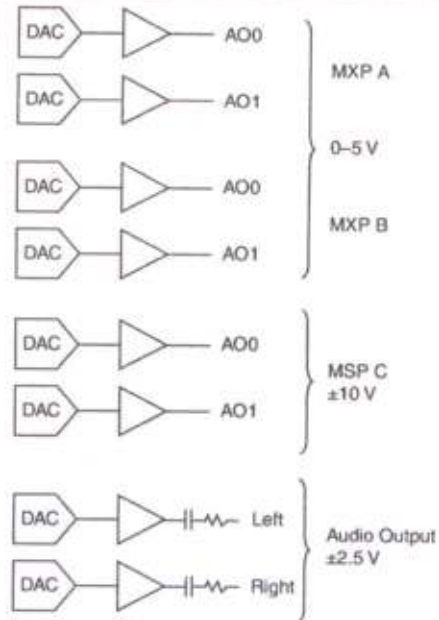 DAC AO0
MXP A
DAC AO1
0–5 V
DAC AO0
MXP B
DAC AO1
DAC AO0
MSP C
±10 V
DAC AO1
DAC Left
Audio Output
±2.5 V
DAC Right